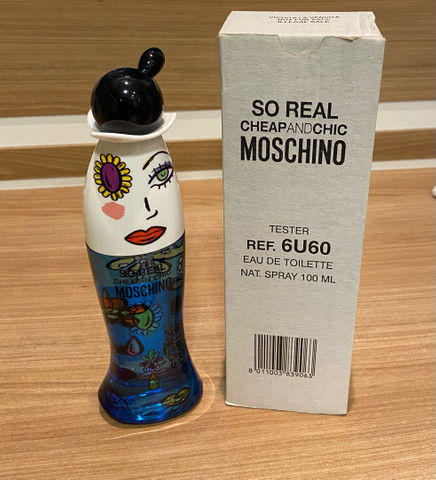 SO REAL
CHEAPANDCHIC
MOSCHINO
SO REAL
CHEAPANDCHIC
MOSCHINO
TESTER
REF. 6U60
EAU DE TOILETTE
NAT. SPRAY 100 ML
8 011003 839063